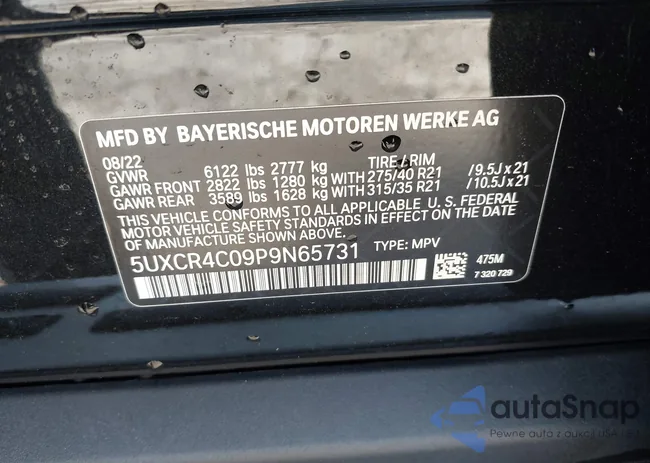 MFD BY BAYERISCHE MOTOREN WERKE AG
08/22 TIRE RIM
GVWR 6122 lbs 2777 kg
GAWR FRONT 2822 lbs 1280 kg WITH 275/40 R21 /9.5J x 21
GAWR REAR 3589 lbs 1628 kg WITH 315/35 R21 /10.5J x 21
THIS VEHICLE CONFORMS TO ALL APPLICABLE U. S. FEDERAL
MOTOR VEHICLE SAFETY STANDARDS IN EFFECT ON THE
DATE OF MANUFACTURE SHOWN ABOVE.
5UXCR4C09P9N65731 TYPE: MPV
475M
7 320 729
autoSnap
Pewne auta z aukcji